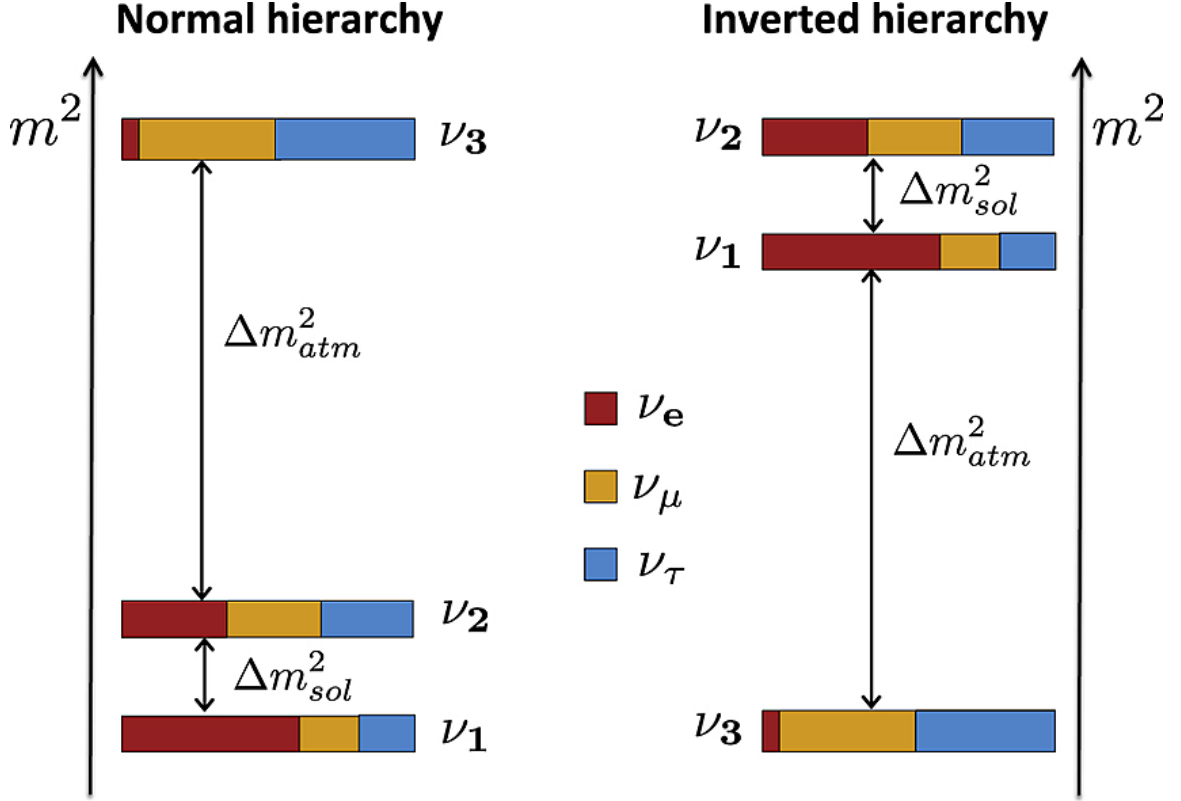 Normal hierarchy
m²
ν₃
Δm²ₐₜₘ
ν₂
Δm²ₛₒₗ
ν₁
νₑ
ν_μ
ν_τ
Inverted hierarchy
m²
ν₂
Δm²ₛₒₗ
ν₁
Δm²ₐₜₘ
ν₃